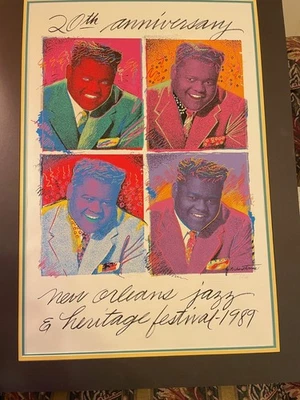 20th anniversary
new orleans jazz
& heritage festival-1989